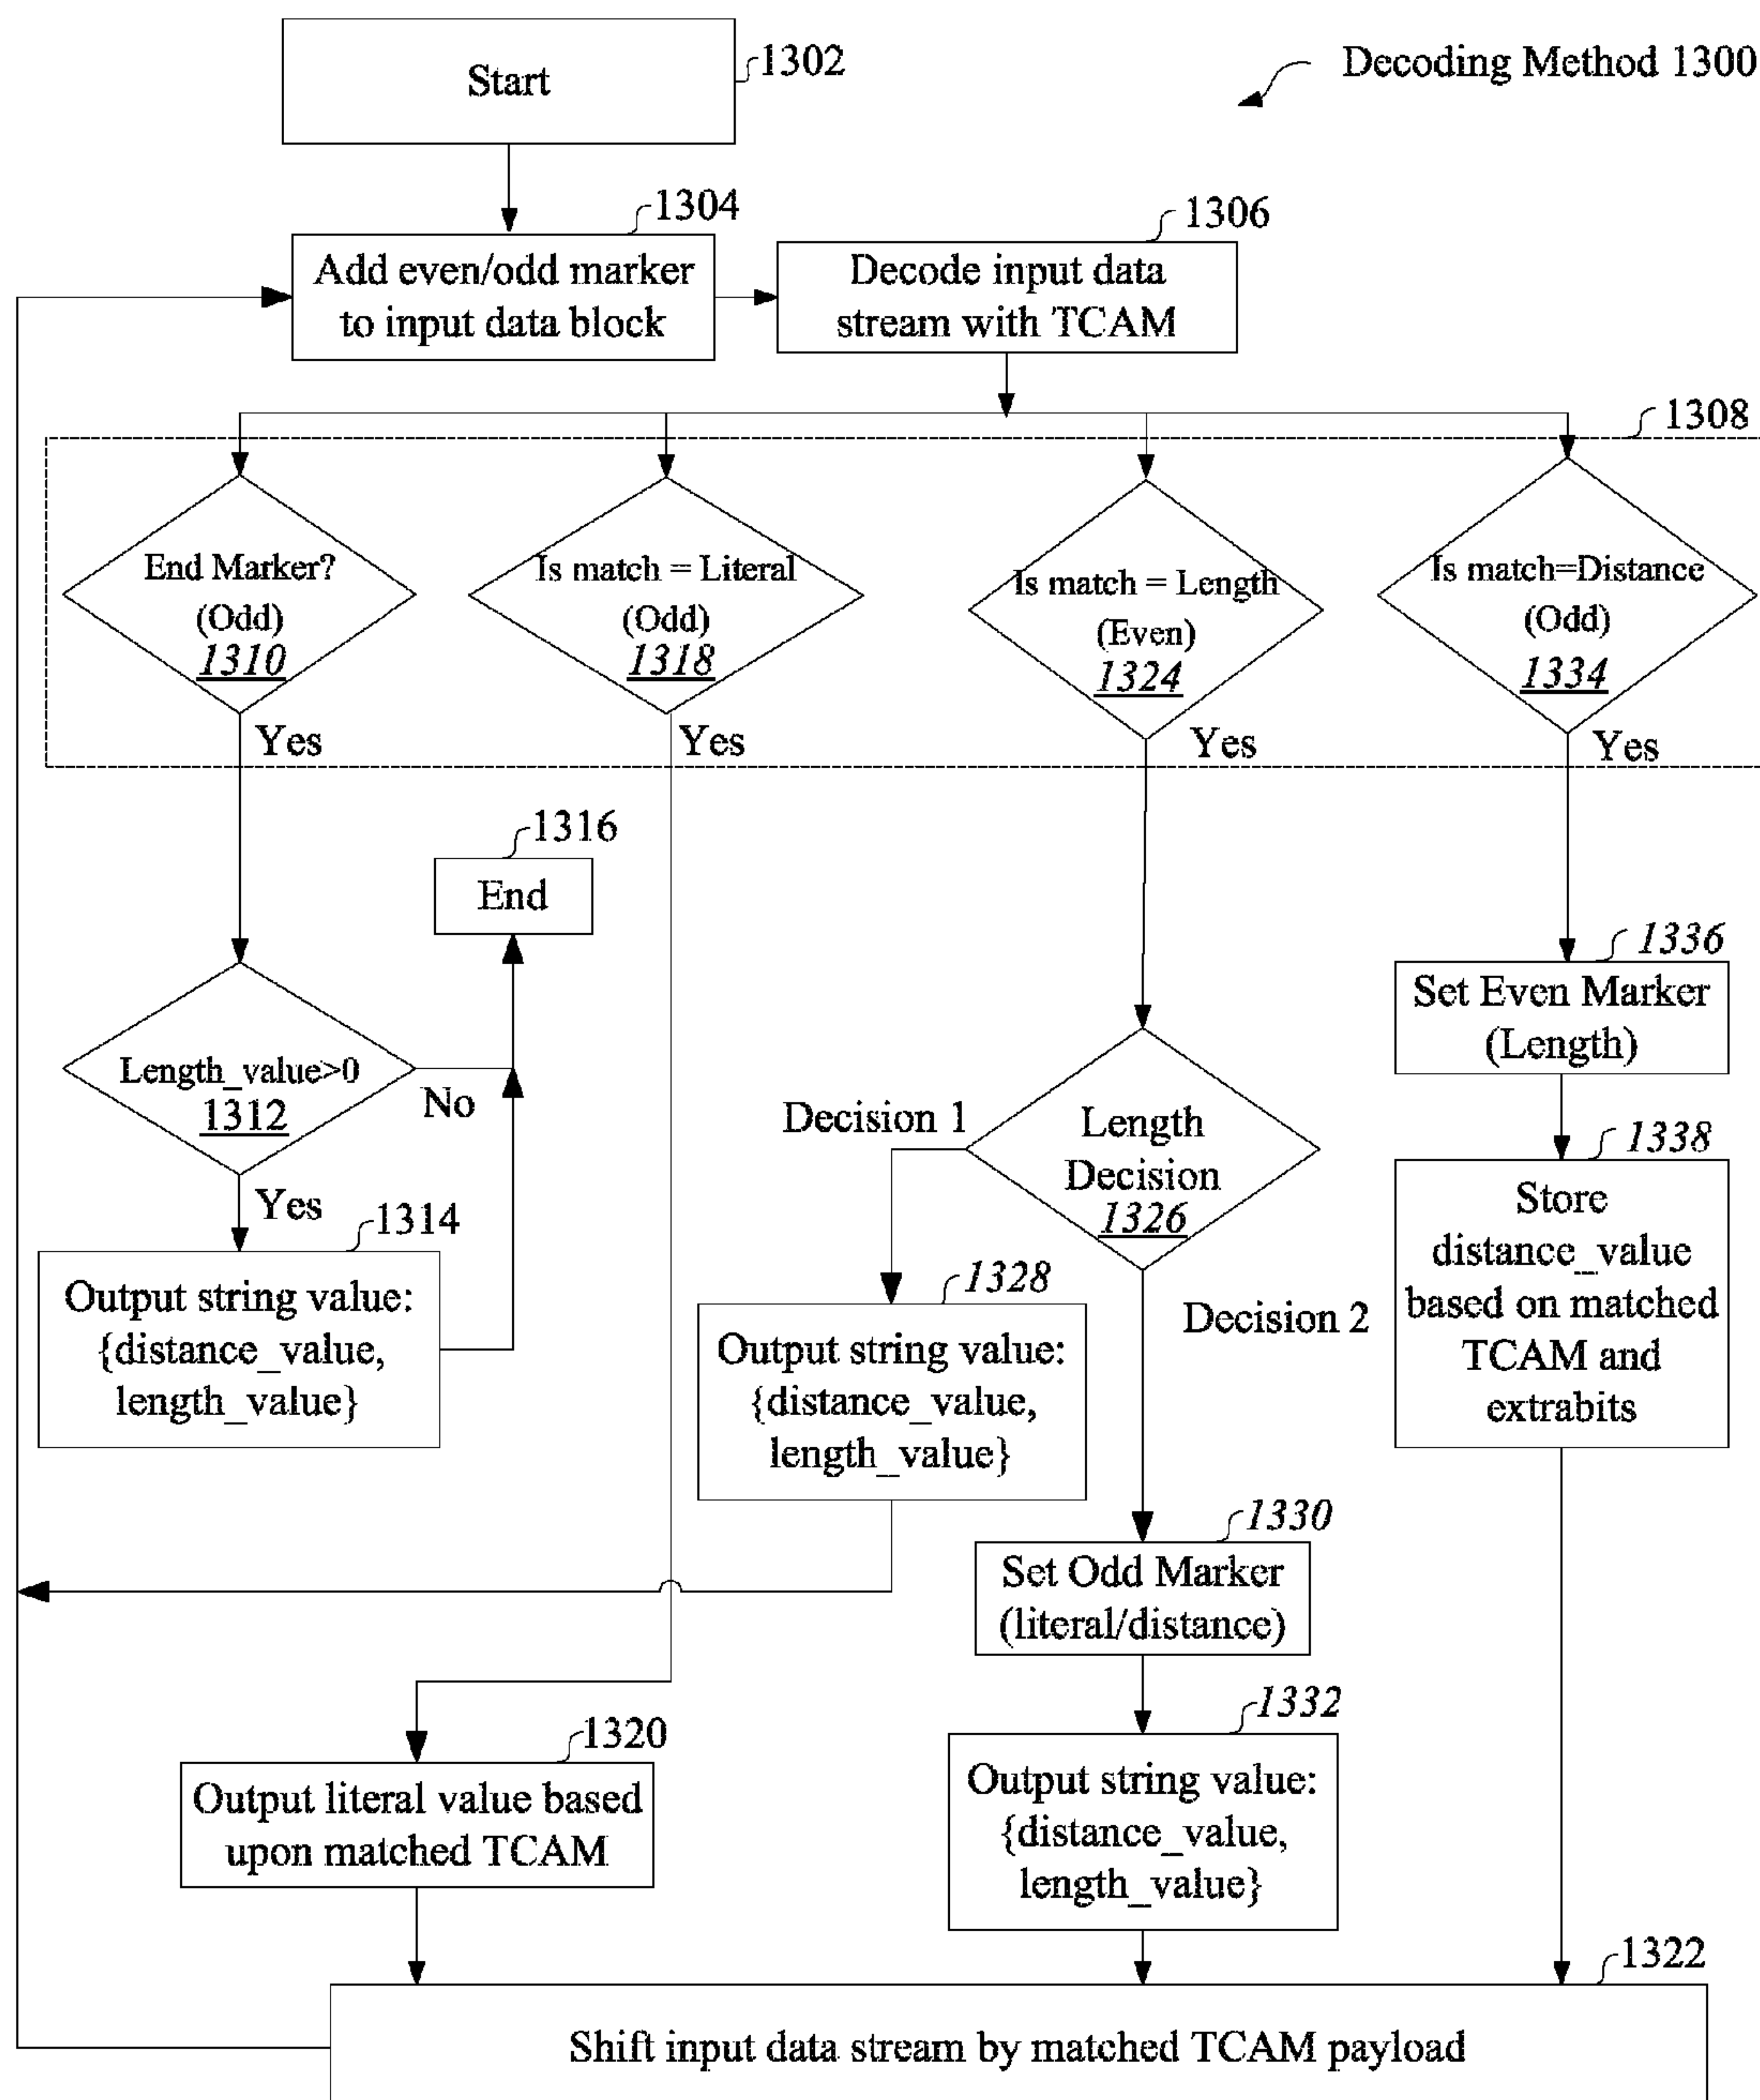 Start
1302
Decoding Method 1300
1304
Add even/odd marker
to input data block
1306
Decode input data
stream with TCAM
1308
End Marker?
(Odd)
1310
Yes
Is match = Literal
(Odd)
1318
Yes
Is match = Length
(Even)
1324
Yes
Is match=Distance
(Odd)
1334
Yes
1316
End
Length_value>0
1312
No
Yes
1314
Output string value:
{distance_value,
length_value}
Decision 1
Length
Decision
1326
Decision 2
1336
Set Even Marker
(Length)
1338
Store
distance_value
based on matched
TCAM and
extrabits
1328
Output string value:
{distance_value,
length_value}
1330
Set Odd Marker
(literal/distance)
1332
Output string value:
{distance_value,
length_value}
1320
Output literal value based
upon matched TCAM
1322
Shift input data stream by matched TCAM payload